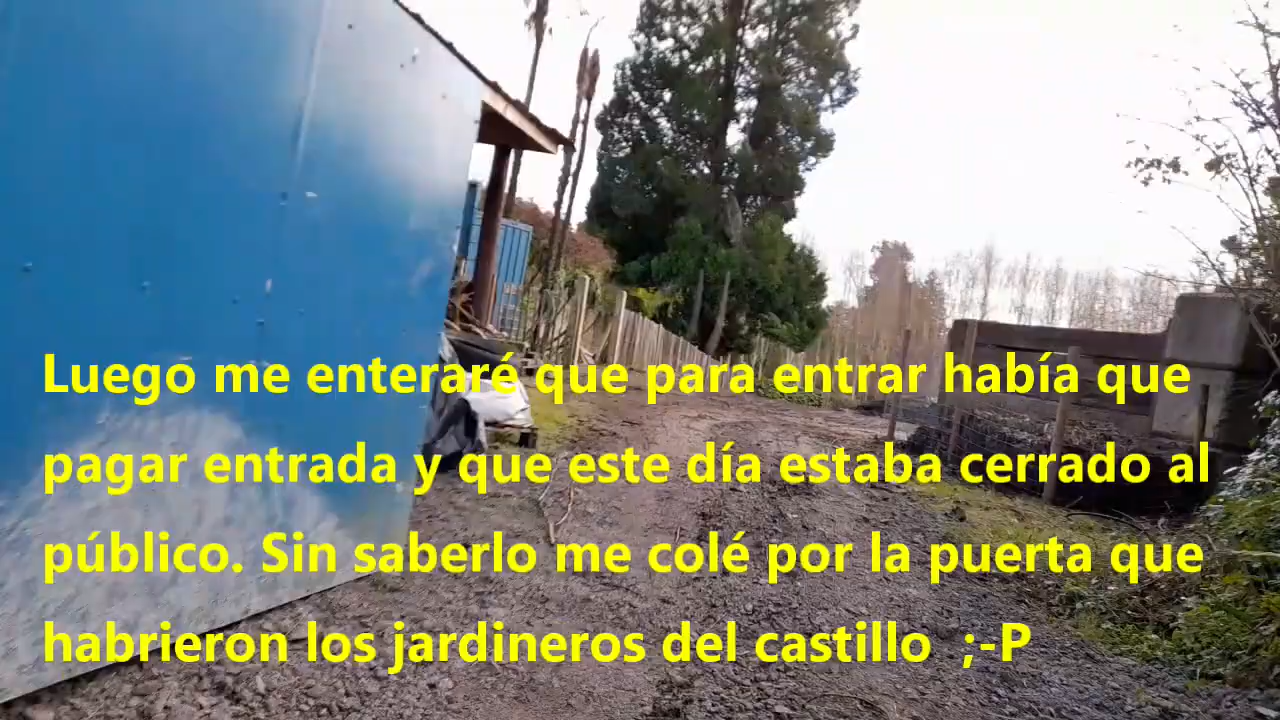 Luego me enteraré que para entrar había que
pagar entrada y que este día estaba cerrado al
público. Sin saberlo me colé por la puerta que
habrieron los jardineros del castillo  ;-P